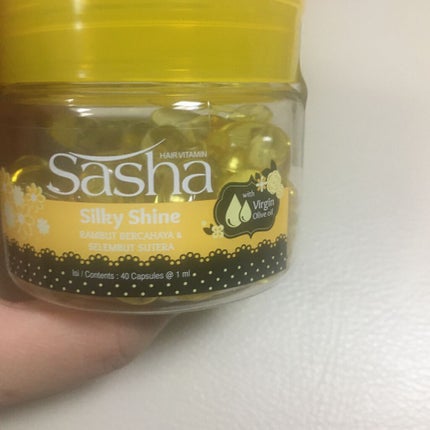 HAIR VITAMIN
Sasha
Silky Shine
RAMBUT BERCAHAYA &
SELEMBUT SUTERA
with
Virgin
Olive oil
Isi / Contents : 40 Capsules @ 1 ml